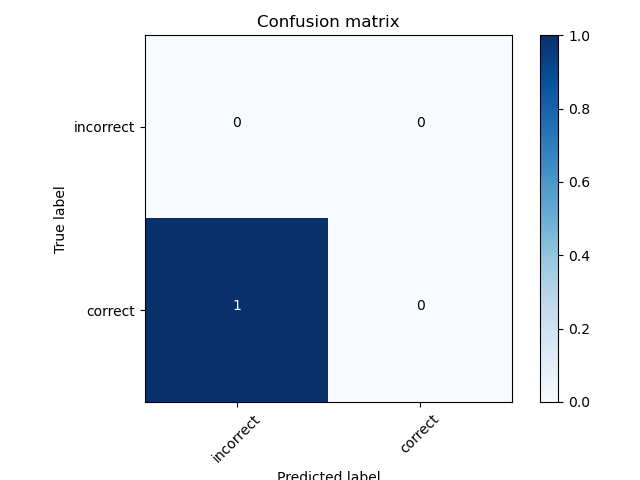 Confusion matrix
1.0
incorrect 0 0
0.8
0.6
True label
0.4
correct 1 0
0.2
0.0
incorrect correct
Predicted label